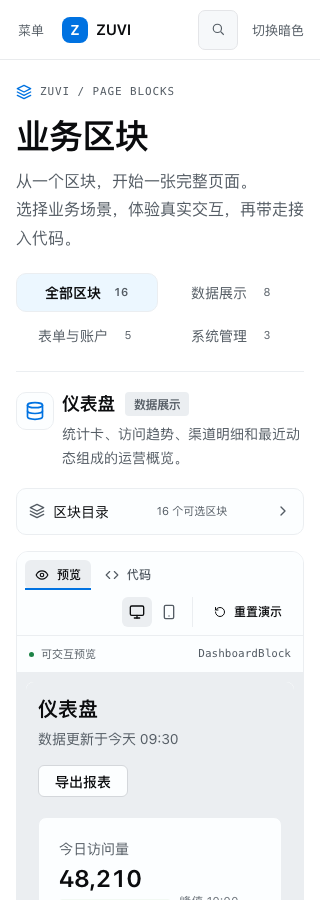 菜单
Z
ZUVI
切换暗色
ZUVI / PAGE BLOCKS
业务区块
从一个区块，开始一张完整页面。
选择业务场景，体验真实交互，再带走接
入代码。
全部区块 16
数据展示 8
表单与账户 5
系统管理 3
仪表盘
数据展示
统计卡、访问趋势、渠道明细和最近动
态组成的运营概览。
区块目录
16 个可选区块
预览
代码
重置演示
可交互预览
DashboardBlock
仪表盘
数据更新于今天 09:30
导出报表
今日访问量
48,210